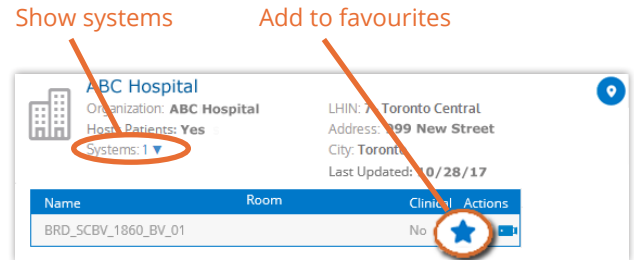 Show systems
Add to favourites
ABC Hospital
Organization: ABC Hospital
Hosts Patients: Yes
Systems: 1 ▼
LHIN: 7. Toronto Central
Address: 999 New Street
City: Toronto
Last Updated: 10/28/17
Name Room Clinical Actions
BRD_SCBV_1860_BV_01 No